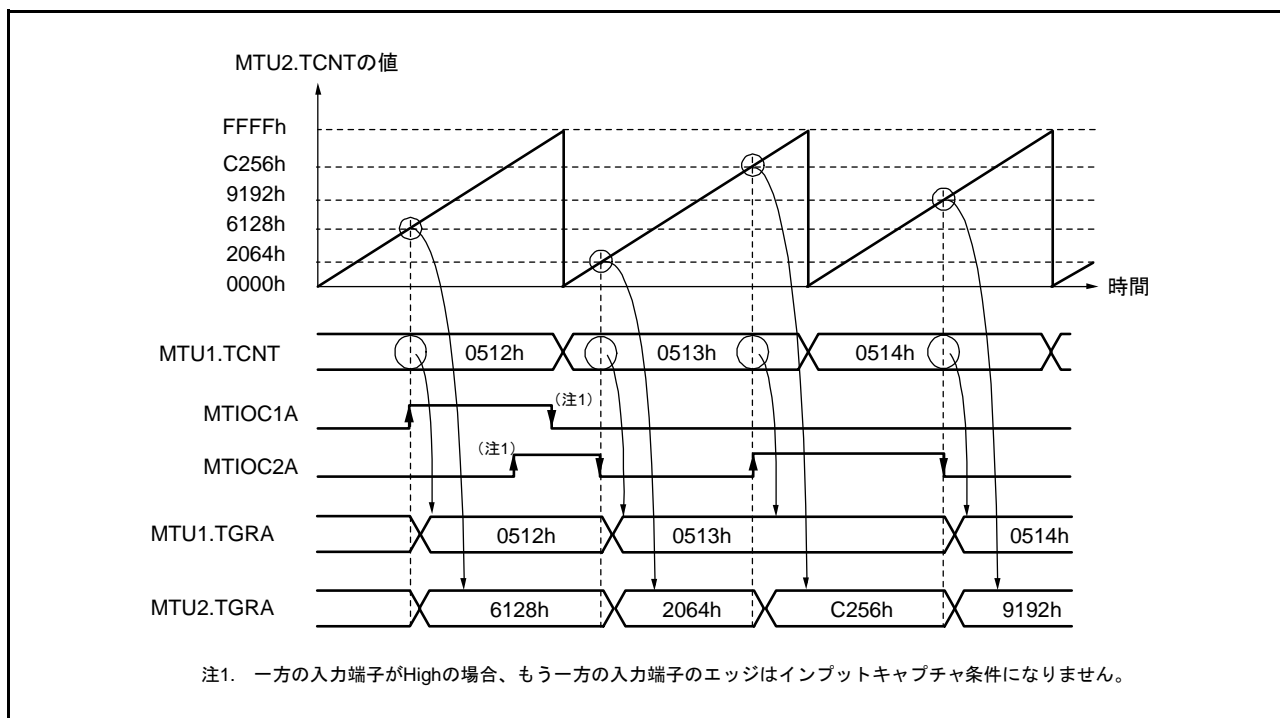 MTU2.TCNTの値
FFFFh
C256h
9192h
6128h
2064h
0000h
時間
MTU1.TCNT
0512h
0513h
0514h
MTIOC1A
（注1）
MTIOC2A
（注1）
MTU1.TGRA
0512h
0513h
0514h
MTU2.TGRA
6128h
2064h
C256h
9192h
注1. 一方の入力端子がHighの場合、もう一方の入力端子のエッジはインプットキャプチャ条件になりません。